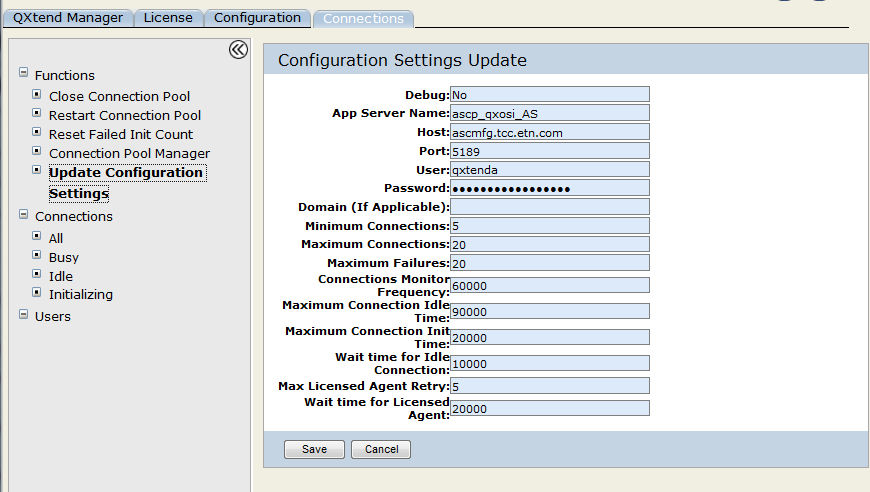 QXtend Manager License Configuration Connections
Functions
Close Connection Pool
Restart Connection Pool
Reset Failed Init Count
Connection Pool Manager
Update Configuration
Settings
Connections
All
Busy
Idle
Initializing
Users
Configuration Settings Update
Debug: No
App Server Name: ascp_qxosi_AS
Host: ascmfg.tcc.etn.com
Port: 5189
User: qxtenda
Password: •••••••••••••••••
Domain (If Applicable):
Minimum Connections: 5
Maximum Connections: 20
Maximum Failures: 20
Connections Monitor
Frequency: 60000
Maximum Connection Idle
Time: 90000
Maximum Connection Init
Time: 20000
Wait time for Idle
Connection: 10000
Max Licensed Agent Retry: 5
Wait time for Licensed
Agent: 20000
Save Cancel